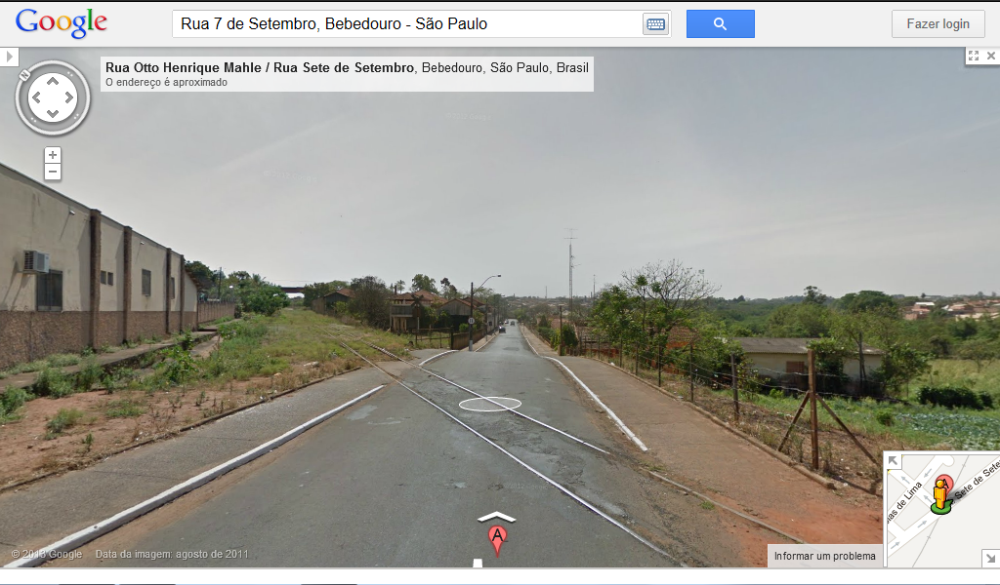 Google
Rua 7 de Setembro, Bebedouro - São Paulo
Fazer login
Rua Otto Henrique Mahle / Rua Sete de Setembro, Bebedouro, São Paulo, Brasil
O endereço é aproximado
N
A
A
Sete de Sete
as de Lima
© 2013 Google Data da imagem: agosto de 2011
Informar um problema